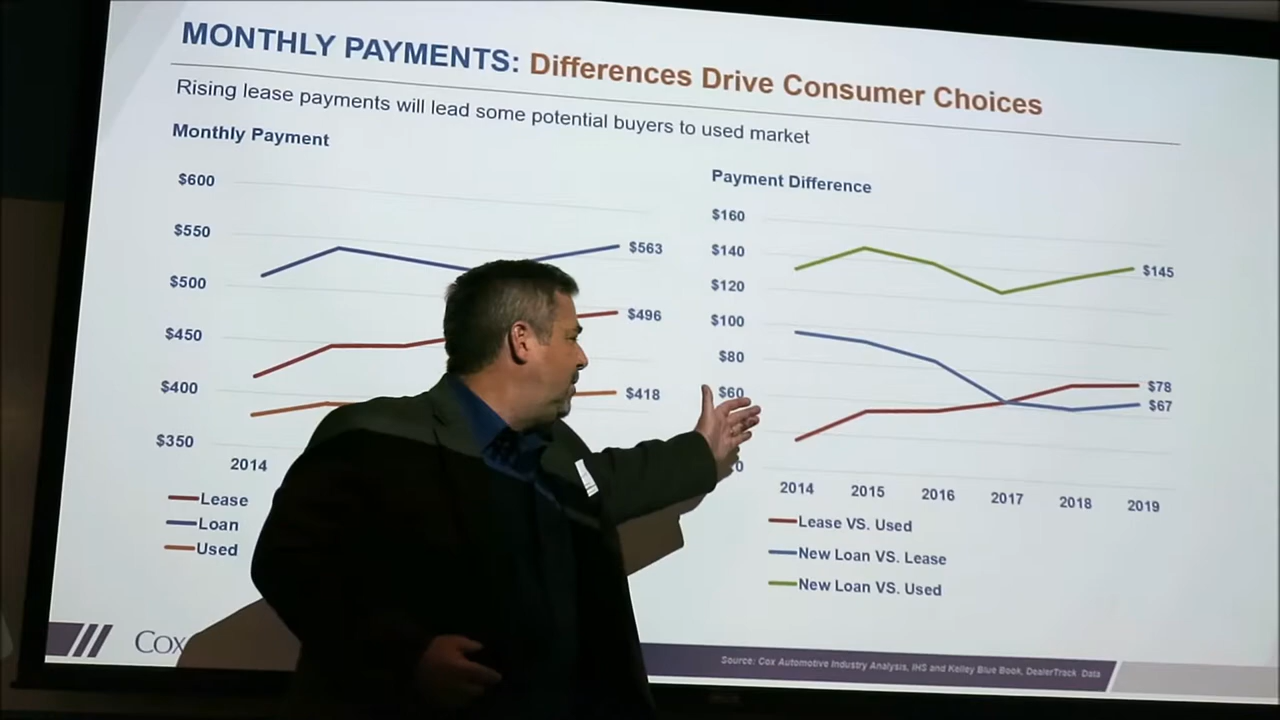 MONTHLY PAYMENTS: Differences Drive Consumer Choices
Rising lease payments will lead some potential buyers to used market
Monthly Payment
$600
$550
$500
$450
$400
$350
$563
$496
$418
2014
Lease
Loan
Used
Payment Difference
$160
$140
$120
$100
$80
$60
0
$145
$78
$67
2014 2015 2016 2017 2018 2019
Lease VS. Used
New Loan VS. Lease
New Loan VS. Used
COX
Source: Cox Automotive Industry Analysis, IHS and Kelley Blue Book, DealerTrack Data